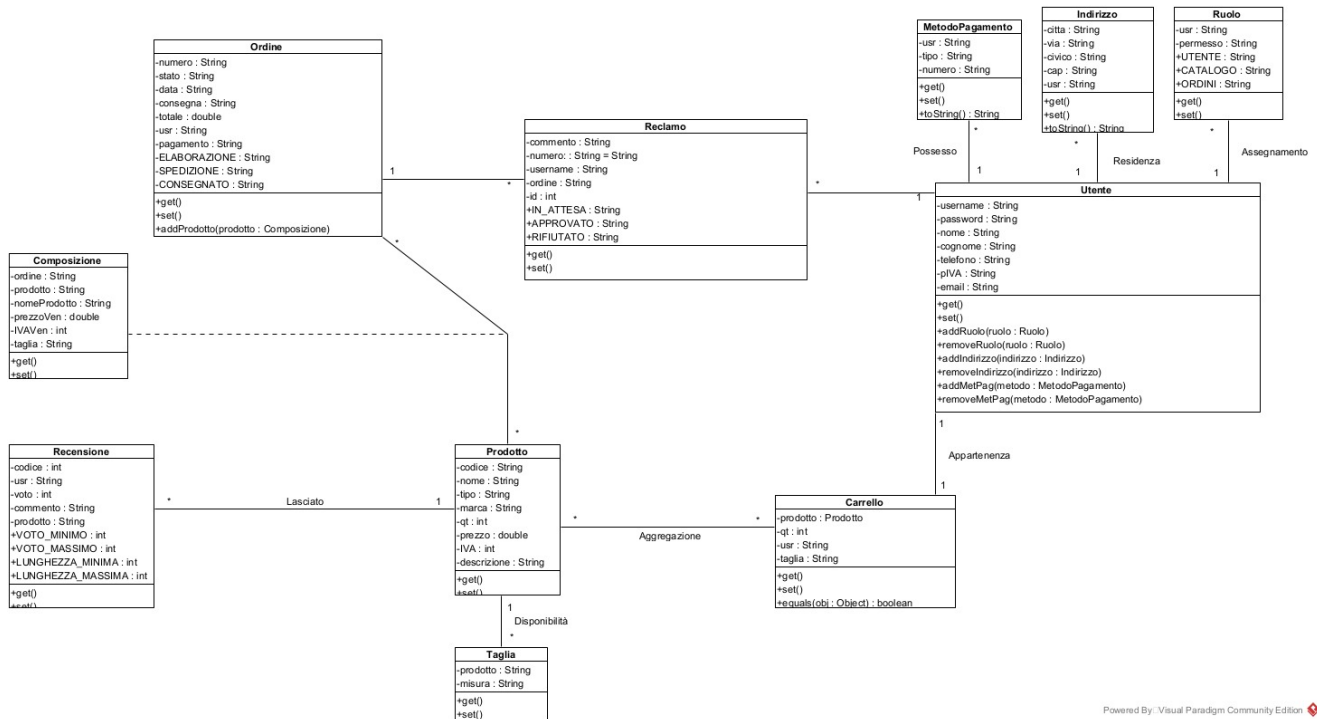 Ordine
-numero : String
-stato : String
-data : String
-consegna : String
-totale : double
-usr : String
-pagamento : String
-ELABORAZIONE : String
-SPEDIZIONE : String
-CONSEGNATO : String
+get()
+set()
+addProdotto(prodotto : Composizione)
1
*
*
Reclamo
-commento : String
-numero: : String = String
-username : String
-ordine : String
-id : int
+IN_ATTESA : String
+APPROVATO : String
+RIFIUTATO : String
+get()
+set()
*
1
MetodoPagamento
-usr : String
-tipo : String
-numero : String
+get()
+set()
+toString() : String
*
Possesso
1
Indirizzo
-citta : String
-via : String
-civico : String
-cap : String
-usr : String
+get()
+set()
+toString() : String
*
Residenza
1
Ruolo
-usr : String
-permesso : String
+UTENTE : String
+CATALOGO : String
+ORDINI : String
+get()
+set()
*
Assegnamento
1
Utente
-username : String
-password : String
-nome : String
-cognome : String
-telefono : String
-pIVA : String
-email : String
+get()
+set()
+addRuolo(ruolo : Ruolo)
+removeRuolo(ruolo : Ruolo)
+addIndirizzo(indirizzo : Indirizzo)
+removeIndirizzo(indirizzo : Indirizzo)
+addMetPag(metodo : MetodoPagamento)
+removeMetPag(metodo : MetodoPagamento)
1
Appartenenza
1
Composizione
-ordine : String
-prodotto : String
-nomeProdotto : String
-prezzoVen : double
-IVAVen : int
-taglia : String
+get()
+set()
*
Recensione
-codice : int
-usr : String
-voto : int
-commento : String
-prodotto : String
+VOTO_MINIMO : int
+VOTO_MASSIMO : int
+LUNGHEZZA_MINIMA : int
+LUNGHEZZA_MASSIMA : int
+get()
+set()
*
Lasciato
1
Prodotto
-codice : String
-nome : String
-tipo : String
-marca : String
-qt : int
-prezzo : double
-IVA : int
-descrizione : String
+get()
+set()
*
Aggregazione
*
Carrello
-prodotto : Prodotto
-qt : int
-usr : String
-taglia : String
+get()
+set()
+equals(obj : Object) : boolean
1
Disponibilità
*
Taglia
-prodotto : String
-misura : String
+get()
+set()
Powered By Visual Paradigm Community Edition